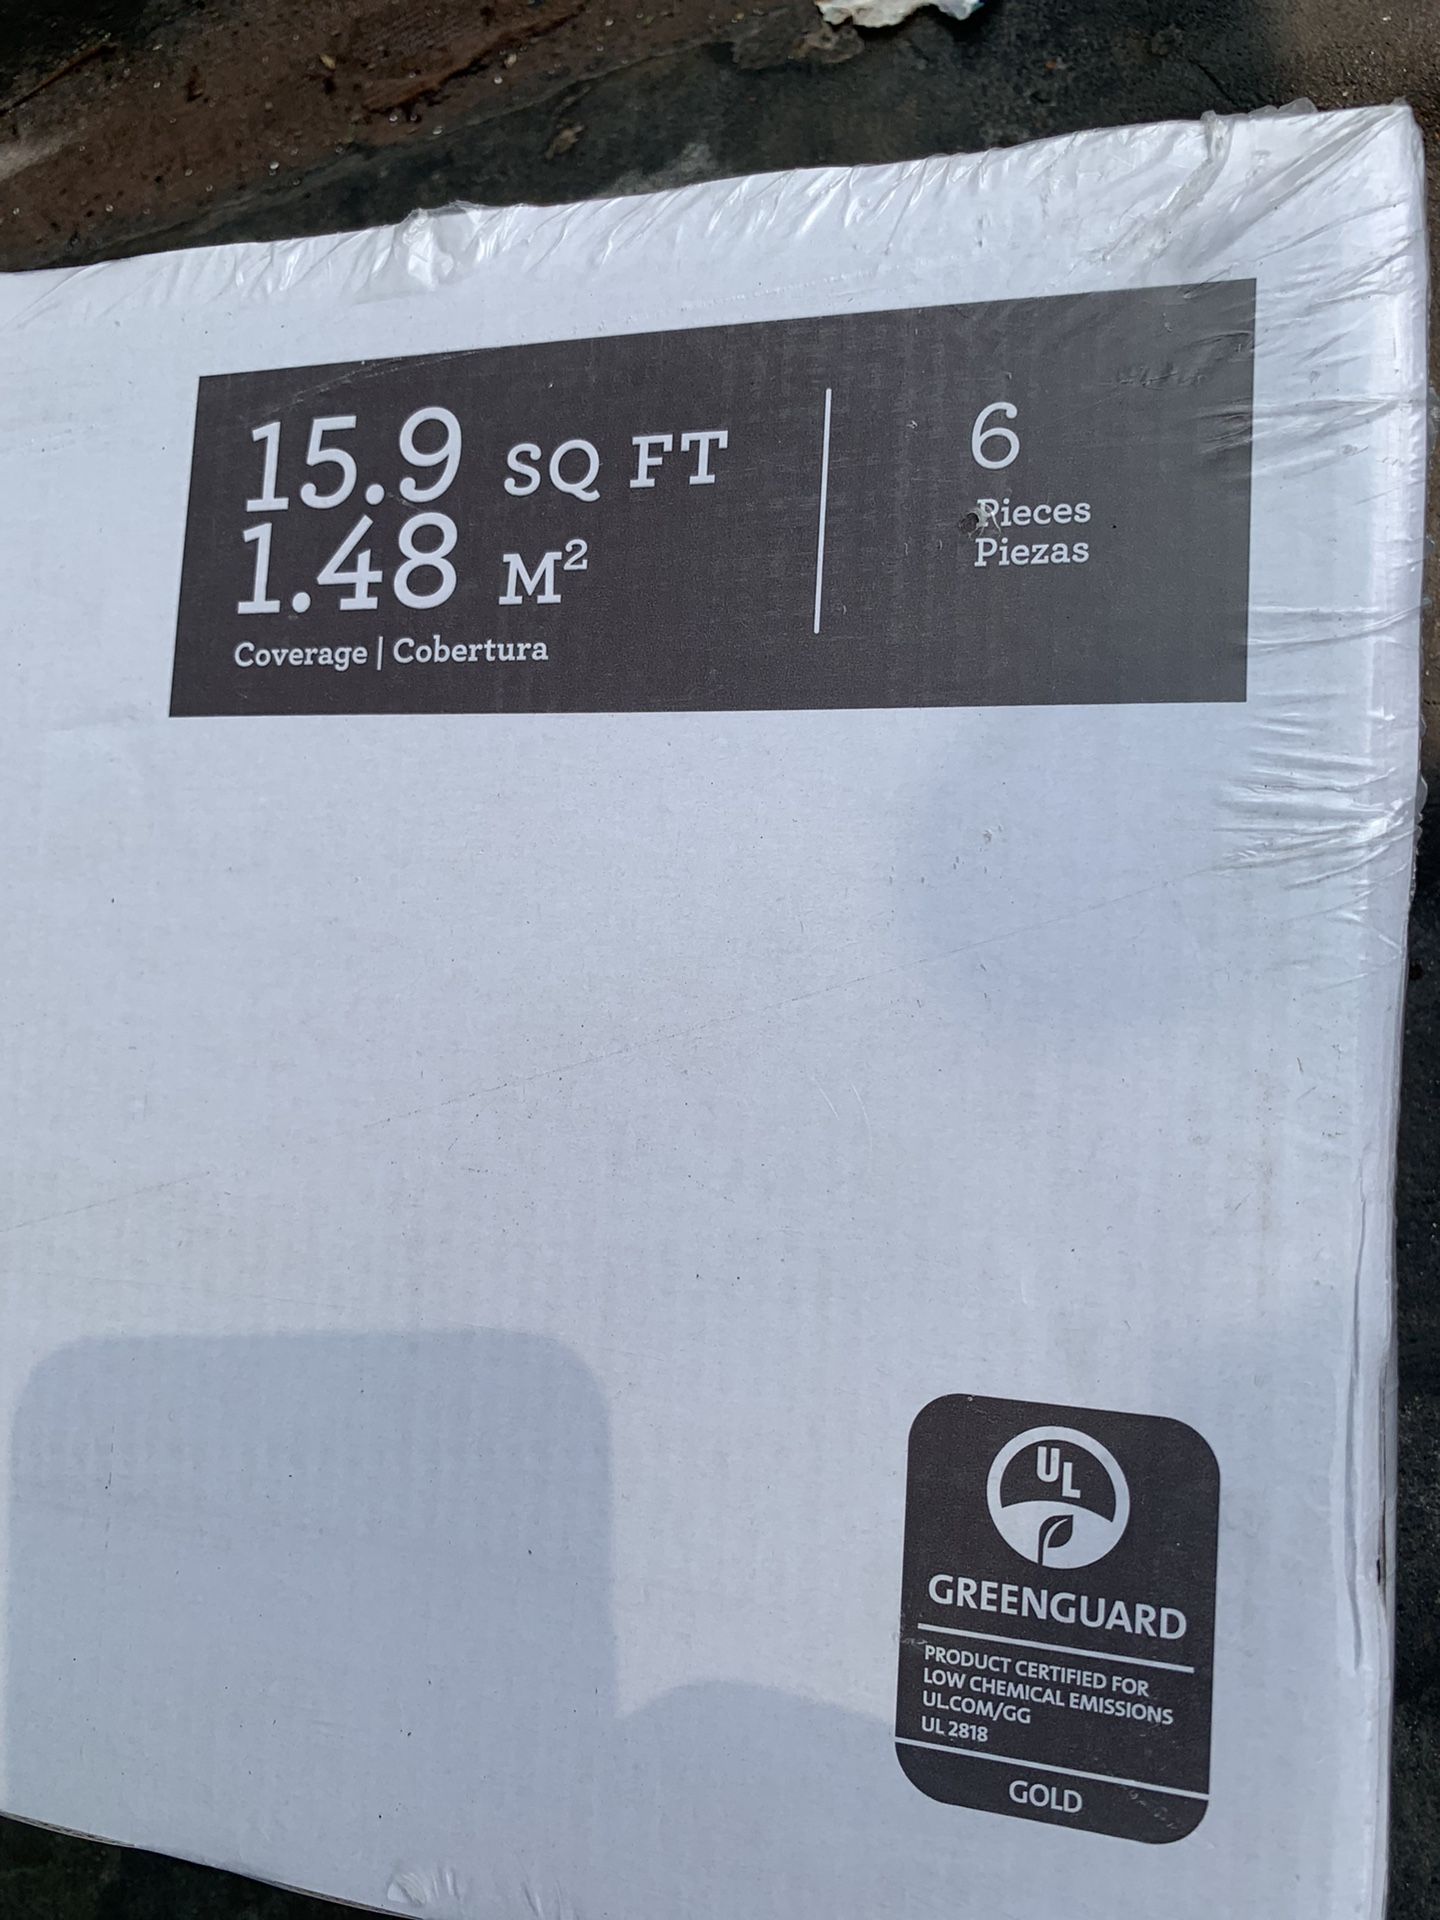 15.9 SQ FT
1.48 M²
Coverage | Cobertura
6
Pieces
Piezas
UL
GREENGUARD
PRODUCT CERTIFIED FOR
LOW CHEMICAL EMISSIONS
UL.COM/GG
UL 2818
GOLD